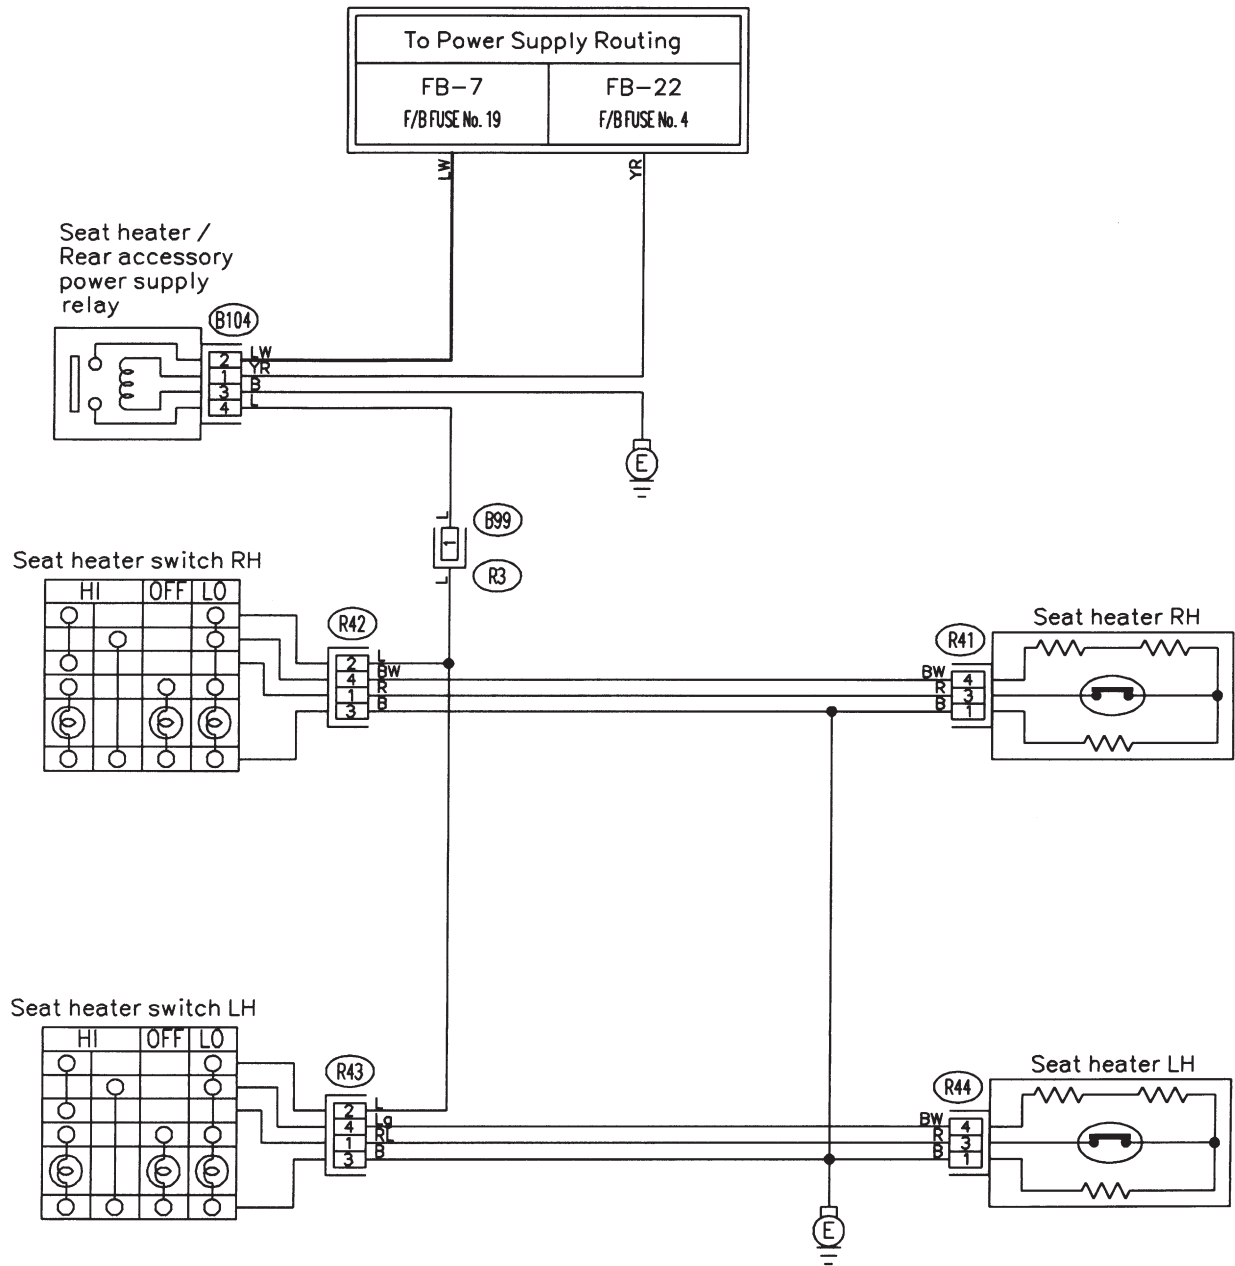 To Power Supply Routing
FB-7
FB-22
F/B FUSE No. 19
F/B FUSE No. 4
LW
YR
Seat heater /
Rear accessory
power supply
relay
B104
2 LW
1 YR
3 B
4 L
E
L
B99
1
R3
L
Seat heater switch RH
HI OFF LO
R42
2 L
4 BW
1 R
3 B
Seat heater RH
R41
BW 4
R 3
B 1
Seat heater switch LH
HI OFF LO
R43
2 L
4 Lg
1 RL
3 B
Seat heater LH
R44
BW 4
R 3
B 1
E